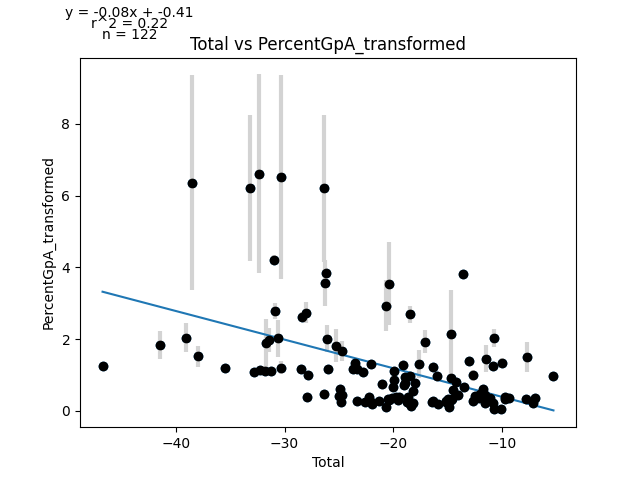 y = -0.08x + -0.41
r^2 = 0.22
n = 122
Total vs PercentGpA_transformed
PercentGpA_transformed
8
6
4
2
0
−40 −30 −20 −10
Total